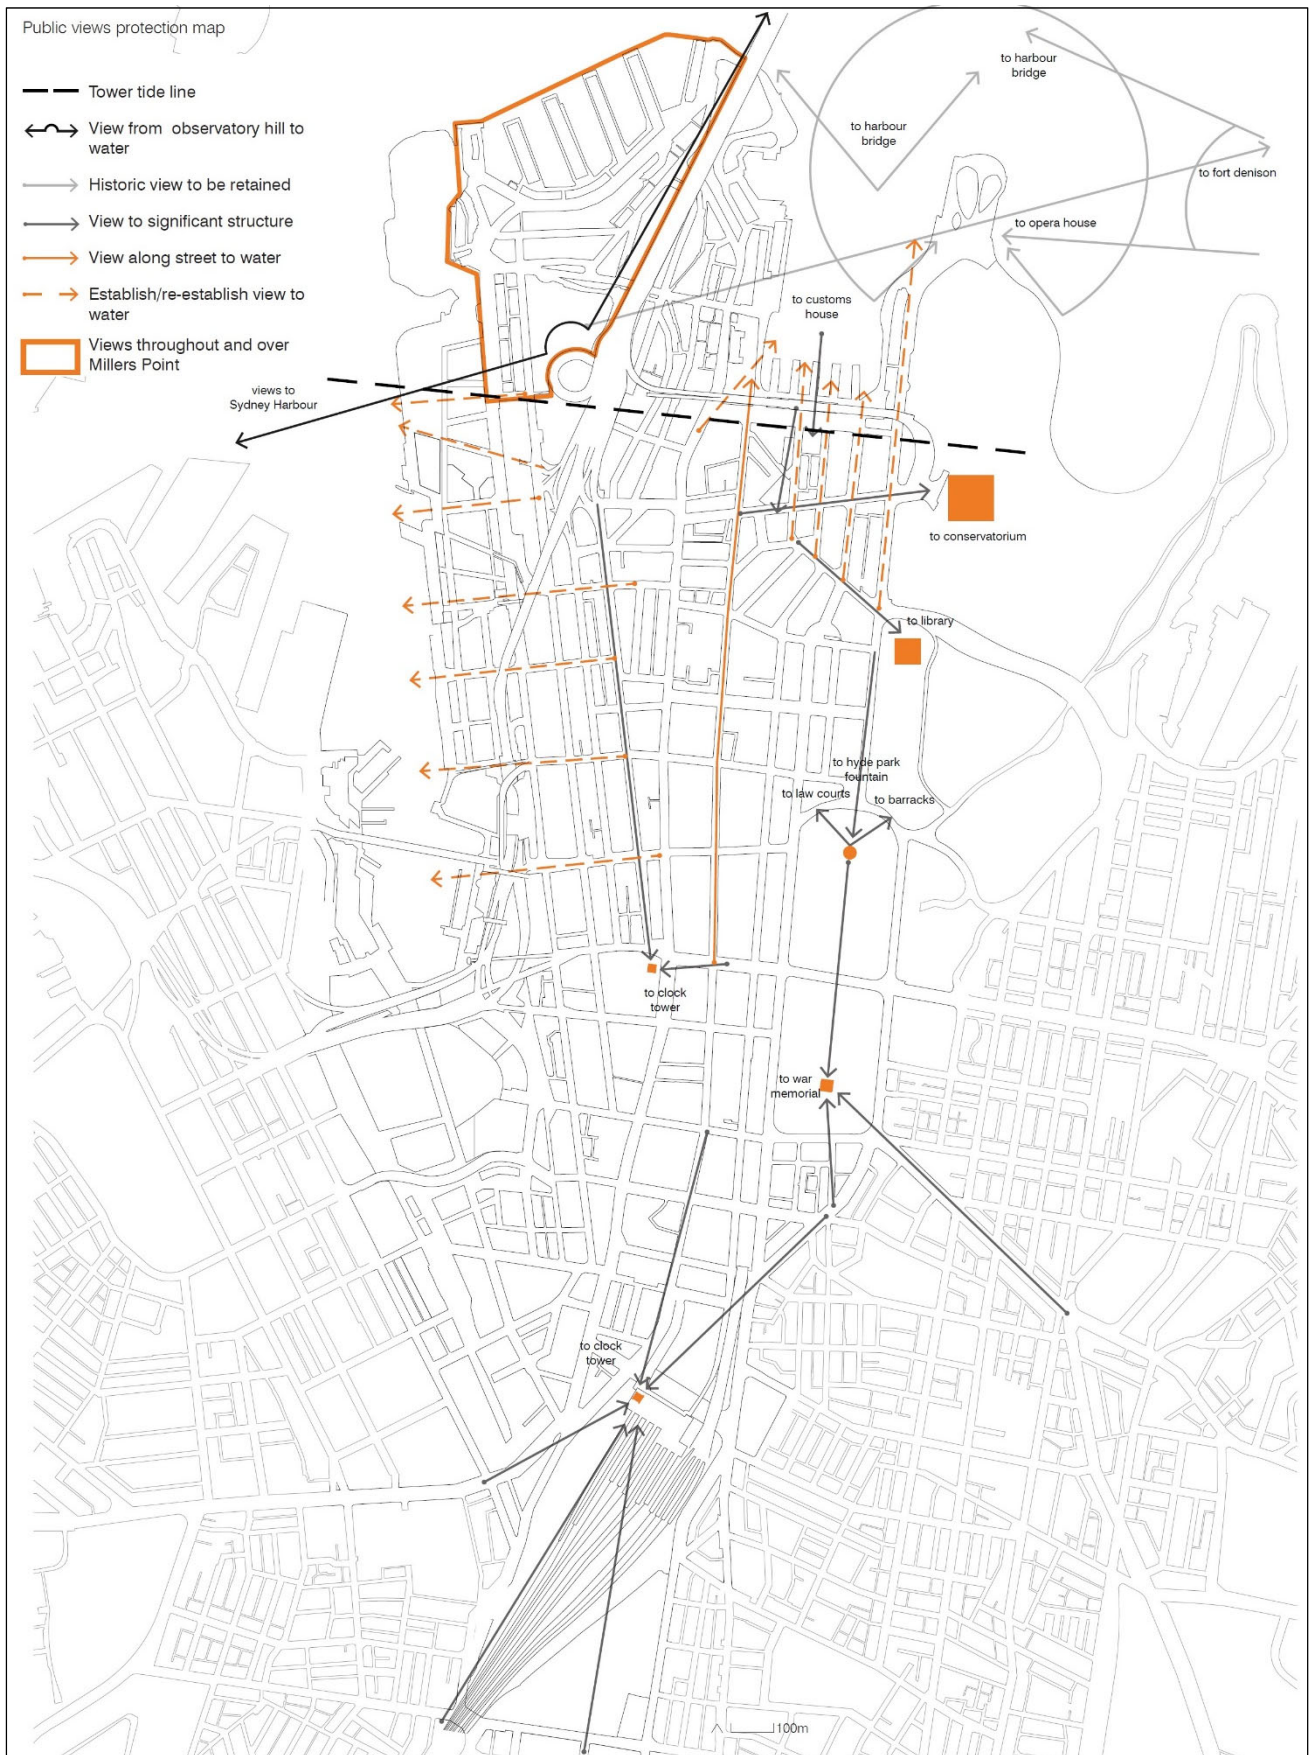 Public views protection map
Tower tide line
View from observatory hill to
water
Historic view to be retained
View to significant structure
View along street to water
Establish/re-establish view to
water
Views throughout and over
Millers Point
to harbour
bridge
to harbour
bridge
to fort denison
to opera house
to customs
house
views to
Sydney Harbour
to conservatorium
to library
to hyde park
fountain
to law courts
to barracks
to clock
tower
to war
memorial
to clock
tower
100m